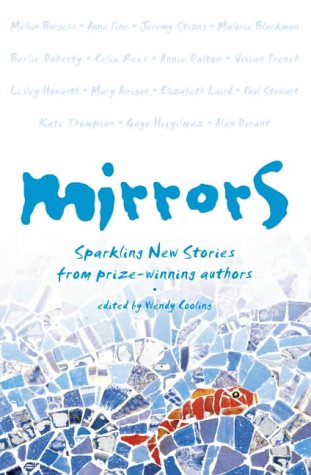 Melvin Burgess • Anne Fine • Jeremy Strong • Malorie Blackman
Berlie Doherty • Celia Rees • Annie Dalton • Vivian French
Lesley Howarth • Mary Arrigan • Elizabeth Laird • Paul Stewart
Kate Thompson • Gaye Hiçyilmaz • Alan Durant
mirrors
Sparkling New Stories
from prize-winning authors
•
edited by Wendy Cooling